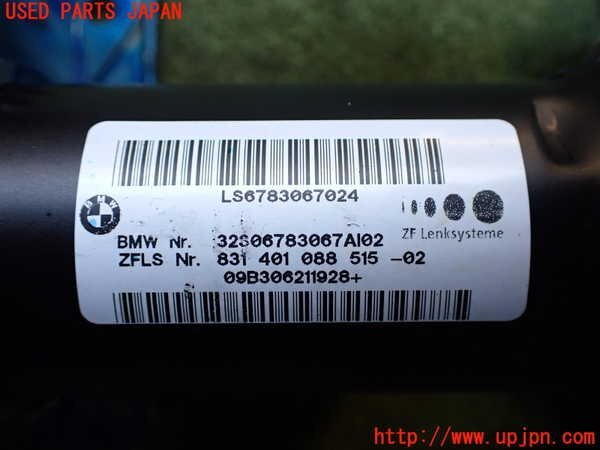 USED PARTS JAPAN
LS6783067024
BMW
BMW Nr. 32S06783067AI02
ZFLS Nr. 831 401 088 515 -02
09B306211928+
ZF Lenksysteme
http://www.upjpn.com